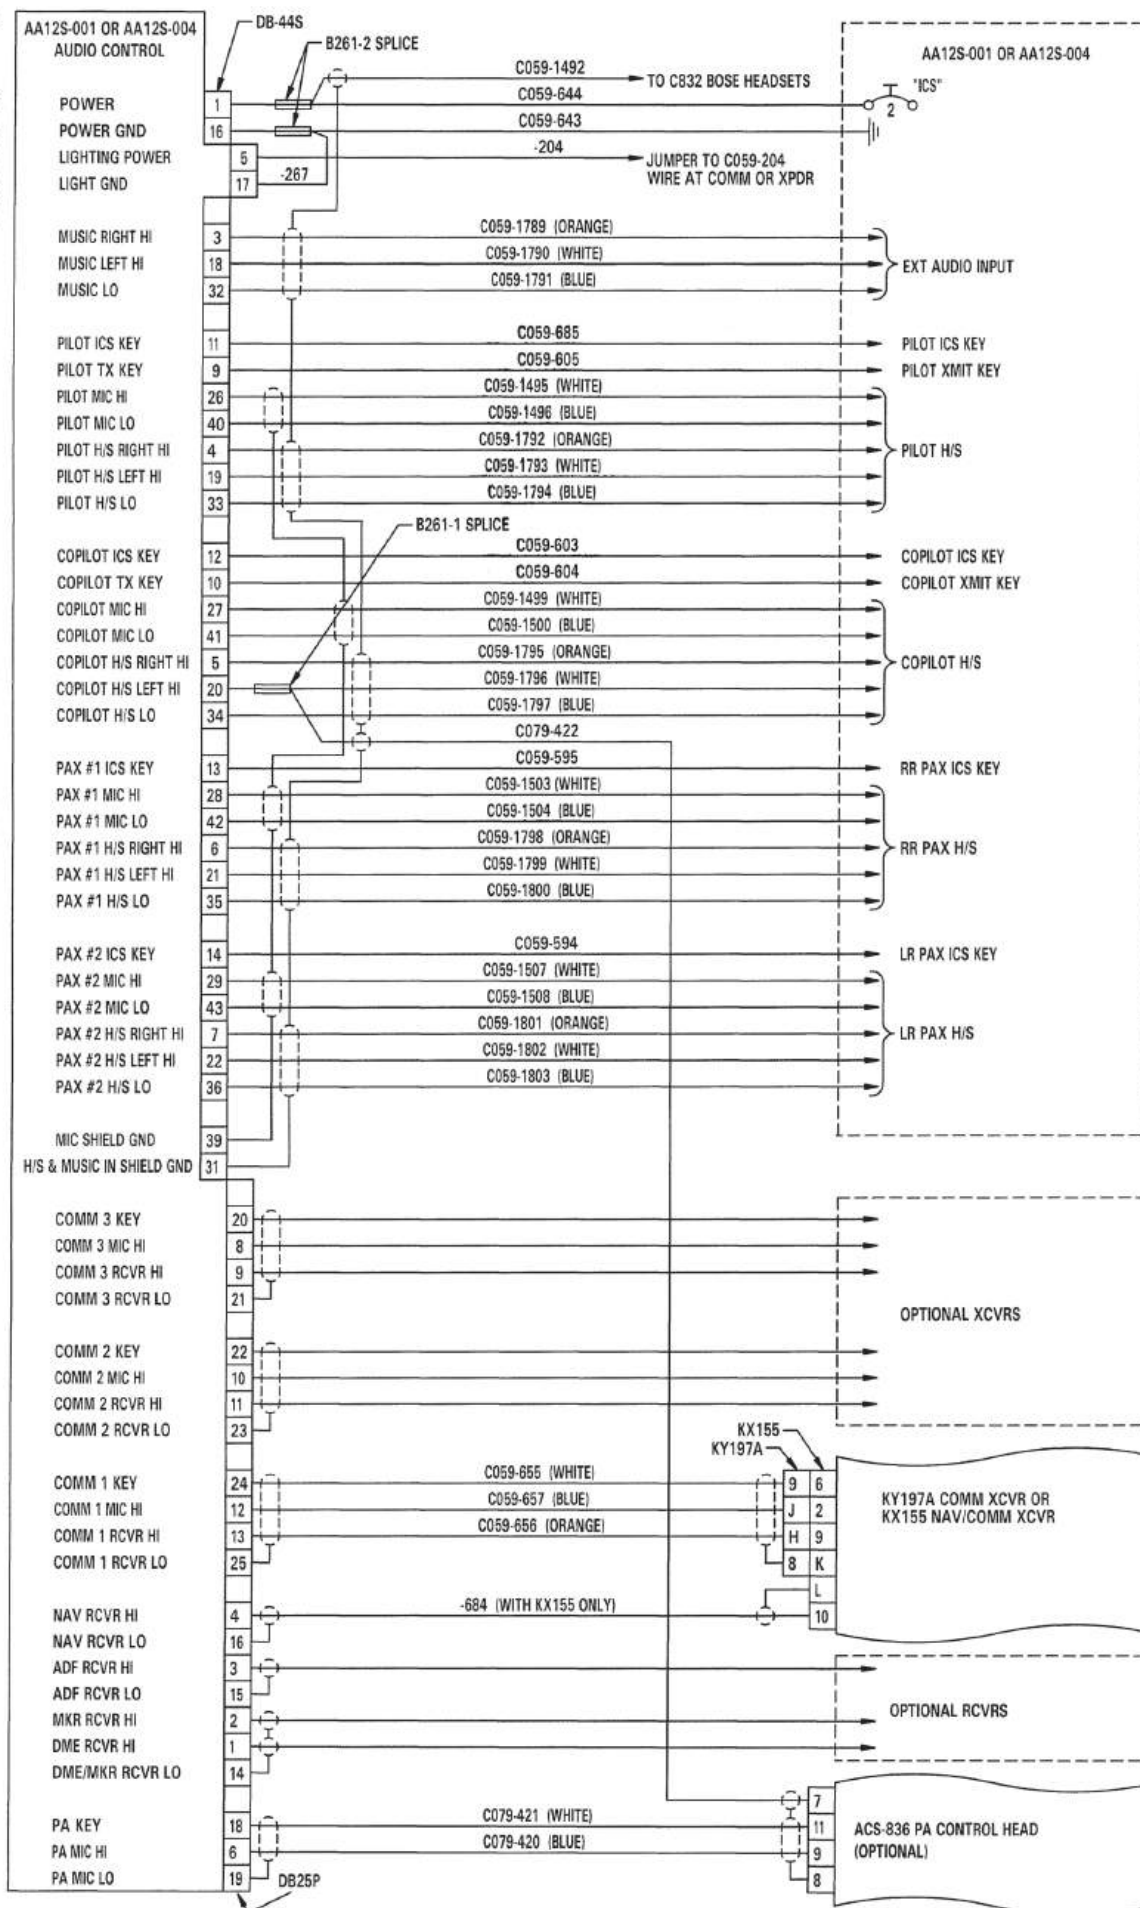 AA12S-001 OR AA12S-004
AUDIO CONTROL
DB-44S
B261-2 SPLICE
AA12S-001 OR AA12S-004
C059-1492
TO C832 BOSE HEADSETS
POWER 1 C059-644 "ICS" 2
POWER GND 16 C059-643
LIGHTING POWER 5 -204 JUMPER TO C059-204
WIRE AT COMM OR XPDR
LIGHT GND 17 -267
MUSIC RIGHT HI 3 C059-1789 (ORANGE)
MUSIC LEFT HI 18 C059-1790 (WHITE) EXT AUDIO INPUT
MUSIC LO 32 C059-1791 (BLUE)
PILOT ICS KEY 11 C059-685 PILOT ICS KEY
PILOT TX KEY 9 C059-605 PILOT XMIT KEY
PILOT MIC HI 26 C059-1495 (WHITE)
PILOT MIC LO 40 C059-1496 (BLUE)
PILOT H/S RIGHT HI 4 C059-1792 (ORANGE) PILOT H/S
PILOT H/S LEFT HI 19 C059-1793 (WHITE)
PILOT H/S LO 33 C059-1794 (BLUE)
B261-1 SPLICE
COPILOT ICS KEY 12 C059-603 COPILOT ICS KEY
COPILOT TX KEY 10 C059-604 COPILOT XMIT KEY
COPILOT MIC HI 27 C059-1499 (WHITE)
COPILOT MIC LO 41 C059-1500 (BLUE)
COPILOT H/S RIGHT HI 5 C059-1795 (ORANGE) COPILOT H/S
COPILOT H/S LEFT HI 20 C059-1796 (WHITE)
COPILOT H/S LO 34 C059-1797 (BLUE)
C079-422
PAX #1 ICS KEY 13 C059-595 RR PAX ICS KEY
PAX #1 MIC HI 28 C059-1503 (WHITE)
PAX #1 MIC LO 42 C059-1504 (BLUE)
PAX #1 H/S RIGHT HI 6 C059-1798 (ORANGE) RR PAX H/S
PAX #1 H/S LEFT HI 21 C059-1799 (WHITE)
PAX #1 H/S LO 35 C059-1800 (BLUE)
PAX #2 ICS KEY 14 C059-594 LR PAX ICS KEY
PAX #2 MIC HI 29 C059-1507 (WHITE)
PAX #2 MIC LO 43 C059-1508 (BLUE)
PAX #2 H/S RIGHT HI 7 C059-1801 (ORANGE) LR PAX H/S
PAX #2 H/S LEFT HI 22 C059-1802 (WHITE)
PAX #2 H/S LO 36 C059-1803 (BLUE)
MIC SHIELD GND 39
H/S & MUSIC IN SHIELD GND 31
COMM 3 KEY 20
COMM 3 MIC HI 8
COMM 3 RCVR HI 9
COMM 3 RCVR LO 21
OPTIONAL XCVRS
COMM 2 KEY 22
COMM 2 MIC HI 10
COMM 2 RCVR HI 11
COMM 2 RCVR LO 23
KX155
KY197A
COMM 1 KEY 24 C059-655 (WHITE) 9 6
COMM 1 MIC HI 12 C059-657 (BLUE) J 2
KY197A COMM XCVR OR
KX155 NAV/COMM XCVR
COMM 1 RCVR HI 13 C059-656 (ORANGE) H 9
COMM 1 RCVR LO 25 8 K
L
NAV RCVR HI 4 -684 (WITH KX155 ONLY) 10
NAV RCVR LO 16
ADF RCVR HI 3
ADF RCVR LO 15
OPTIONAL RCVRS
MKR RCVR HI 2
DME RCVR HI 1
DME/MKR RCVR LO 14
7
PA KEY 18 C079-421 (WHITE) 11 ACS-836 PA CONTROL HEAD
PA MIC HI 6 C079-420 (BLUE) 9 (OPTIONAL)
PA MIC LO 19 8
DB25P